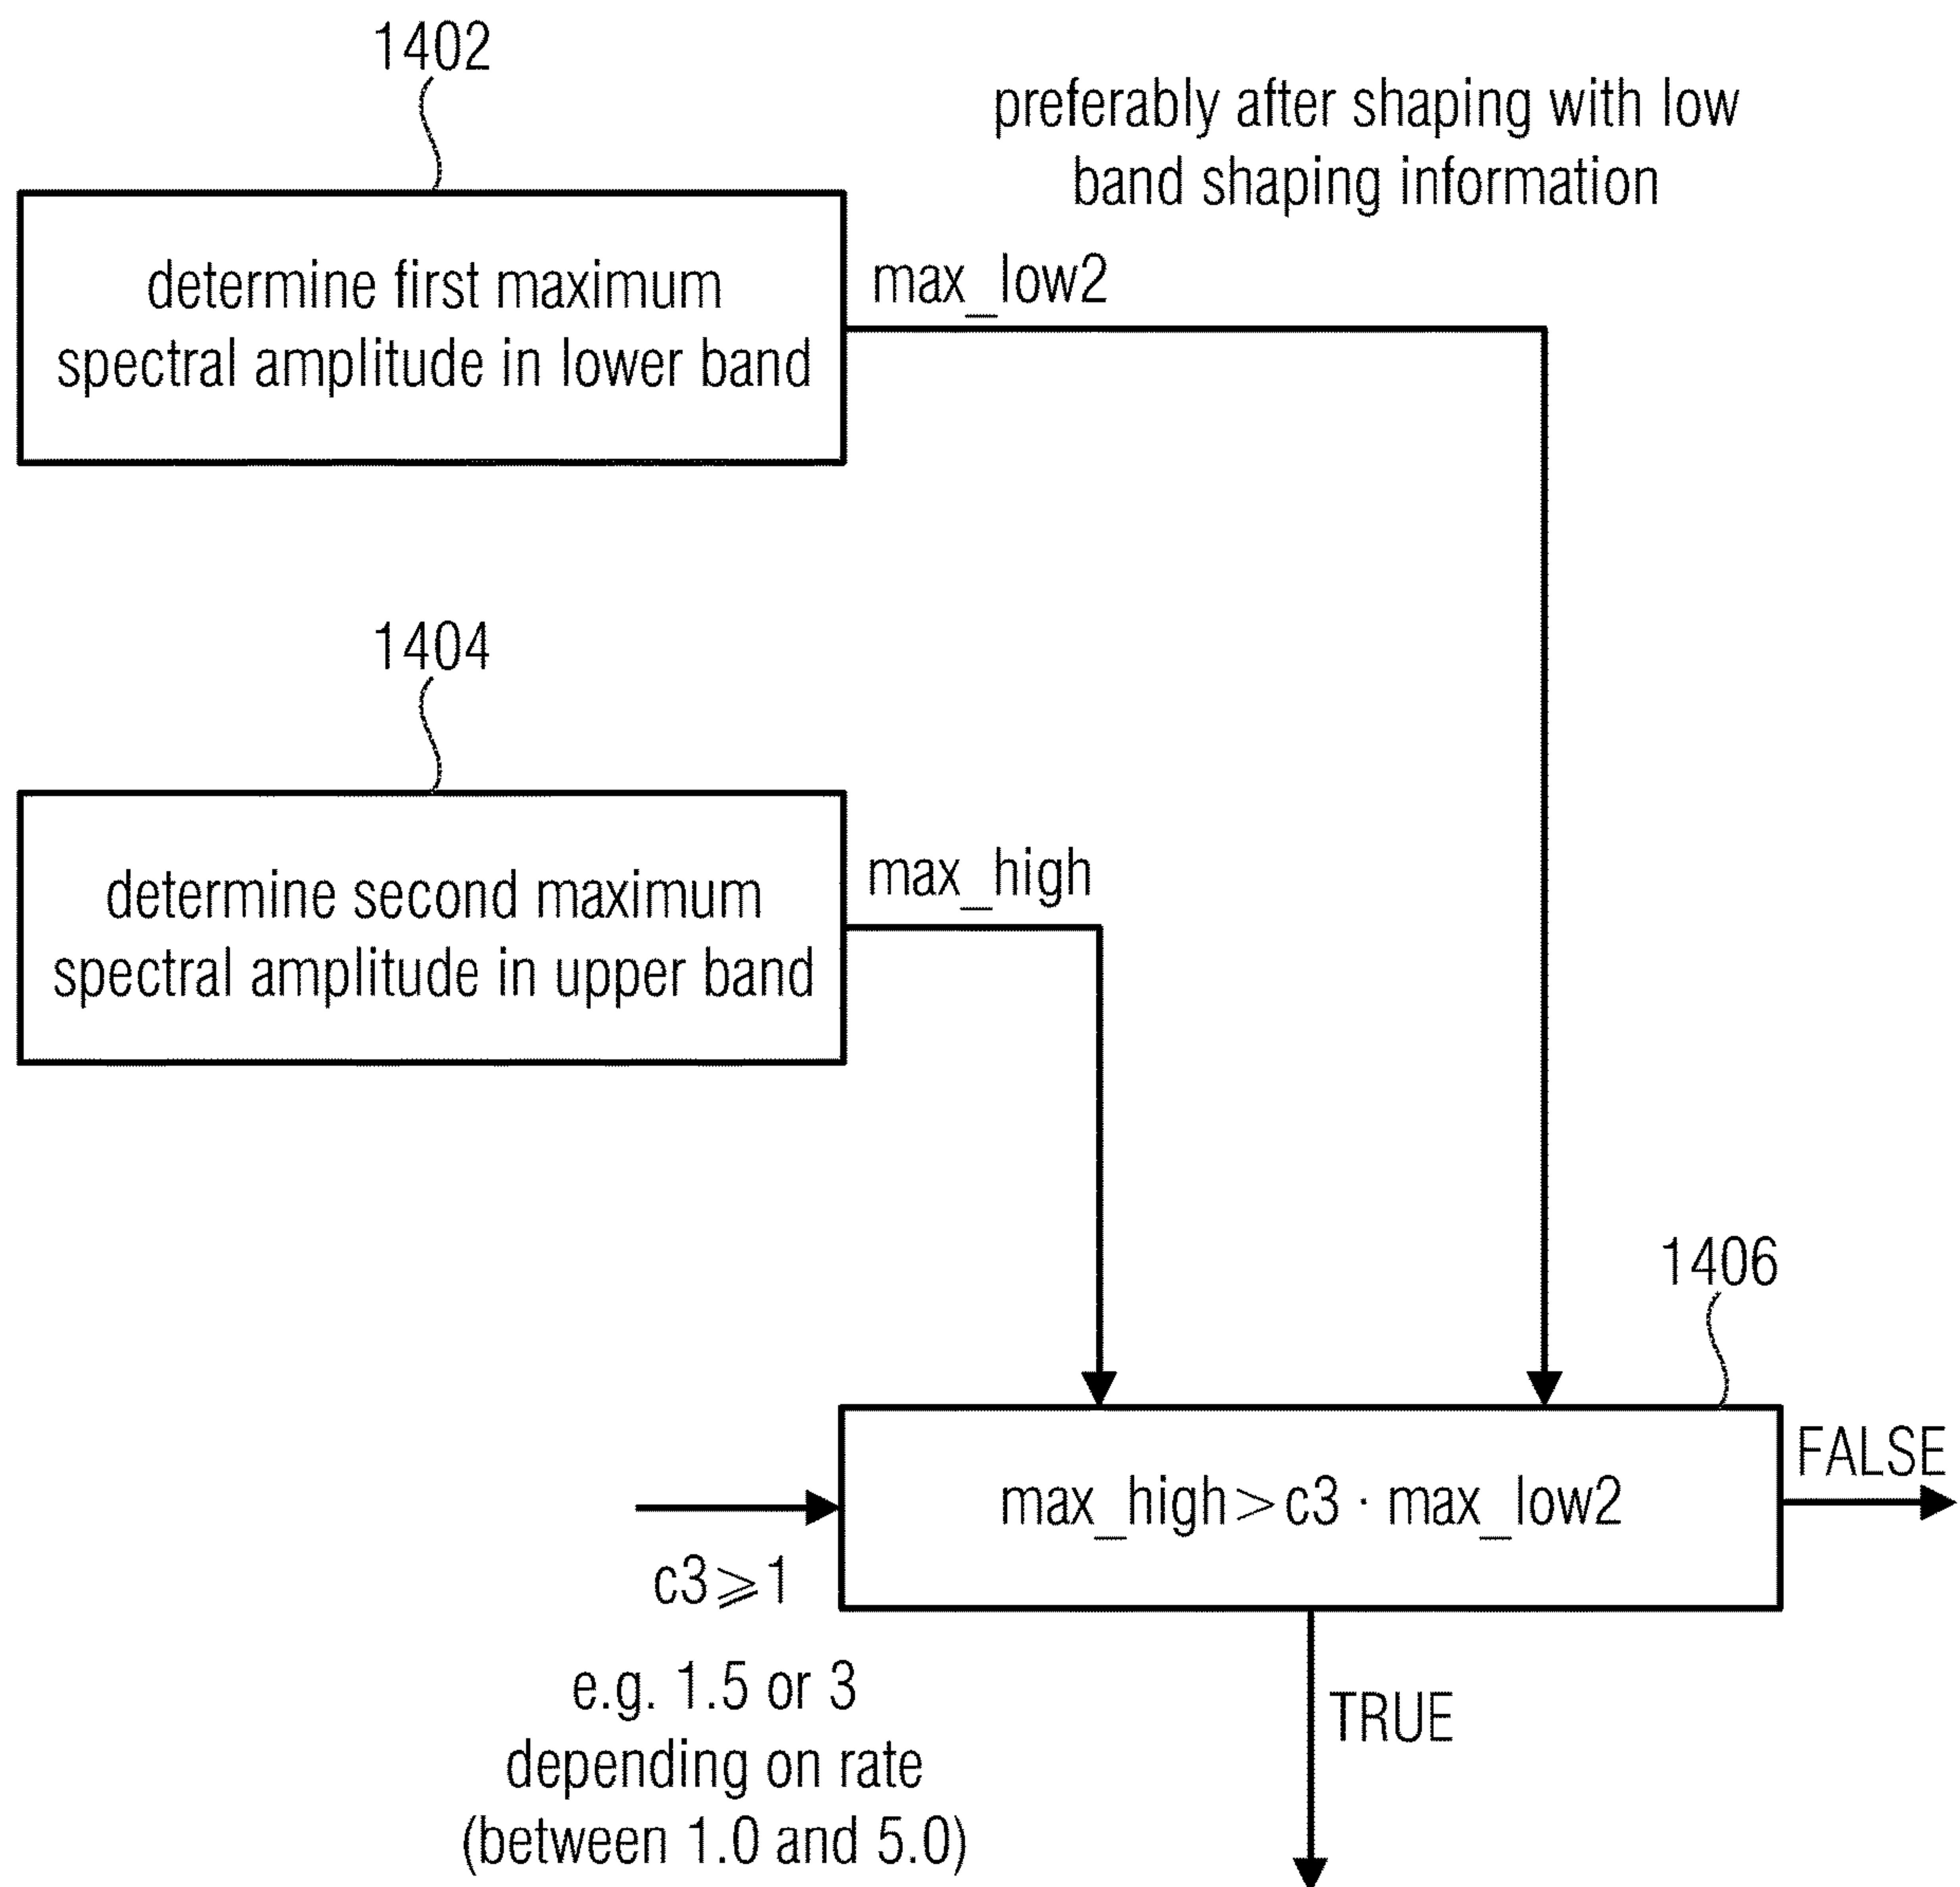 1402
preferably after shaping with low
band shaping information
determine first maximum
spectral amplitude in lower band
max_low2
1404
determine second maximum
spectral amplitude in upper band
max_high
1406
max_high>c3 · max_low2
FALSE
c3⩾1
e.g. 1.5 or 3
depending on rate
(between 1.0 and 5.0)
TRUE